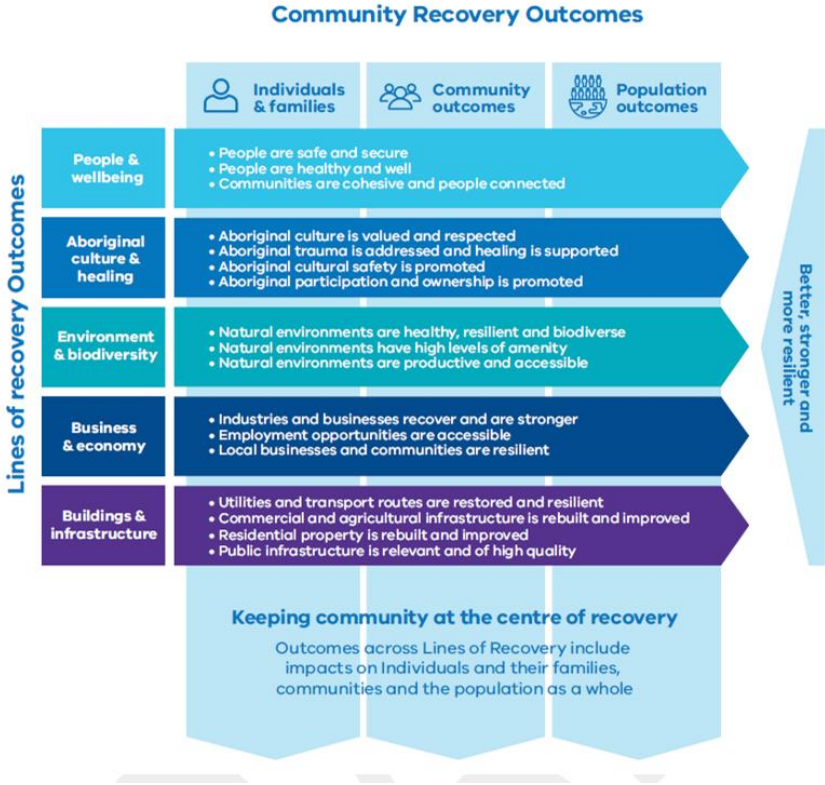 Community Recovery Outcomes
Individuals
& families
Community
outcomes
Population
outcomes
Lines of recovery Outcomes
People &
wellbeing
• People are safe and secure
• People are healthy and well
• Communities are cohesive and people connected
Aboriginal
culture &
healing
• Aboriginal culture is valued and respected
• Aboriginal trauma is addressed and healing is supported
• Aboriginal cultural safety is promoted
• Aboriginal participation and ownership is promoted
Environment
& biodiversity
• Natural environments are healthy, resilient and biodiverse
• Natural environments have high levels of amenity
• Natural environments are productive and accessible
Business
& economy
• Industries and businesses recover and are stronger
• Employment opportunities are accessible
• Local businesses and communities are resilient
Buildings &
infrastructure
• Utilities and transport routes are restored and resilient
• Commercial and agricultural infrastructure is rebuilt and improved
• Residential property is rebuilt and improved
• Public infrastructure is relevant and of high quality
Better, stronger and
more resilient
Keeping community at the centre of recovery
Outcomes across Lines of Recovery include
impacts on Individuals and their families,
communities and the population as a whole